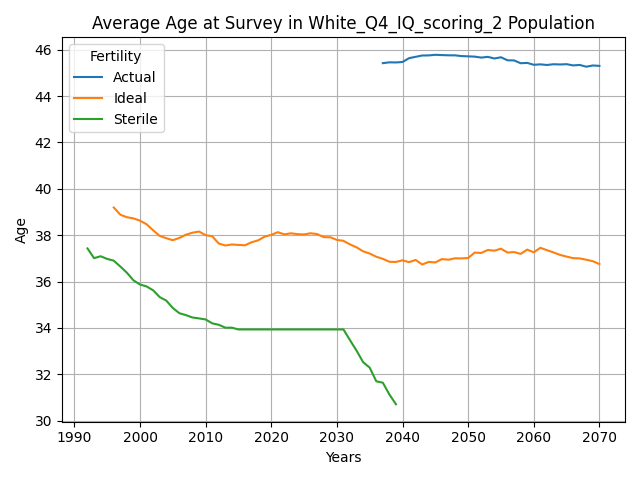 Average Age at Survey in White_Q4_IQ_scoring_2 Population
Fertility
Actual
Ideal
Sterile
46
44
42
40
38
36
34
32
30
Age
1990
2000
2010
2020
2030
2040
2050
2060
2070
Years